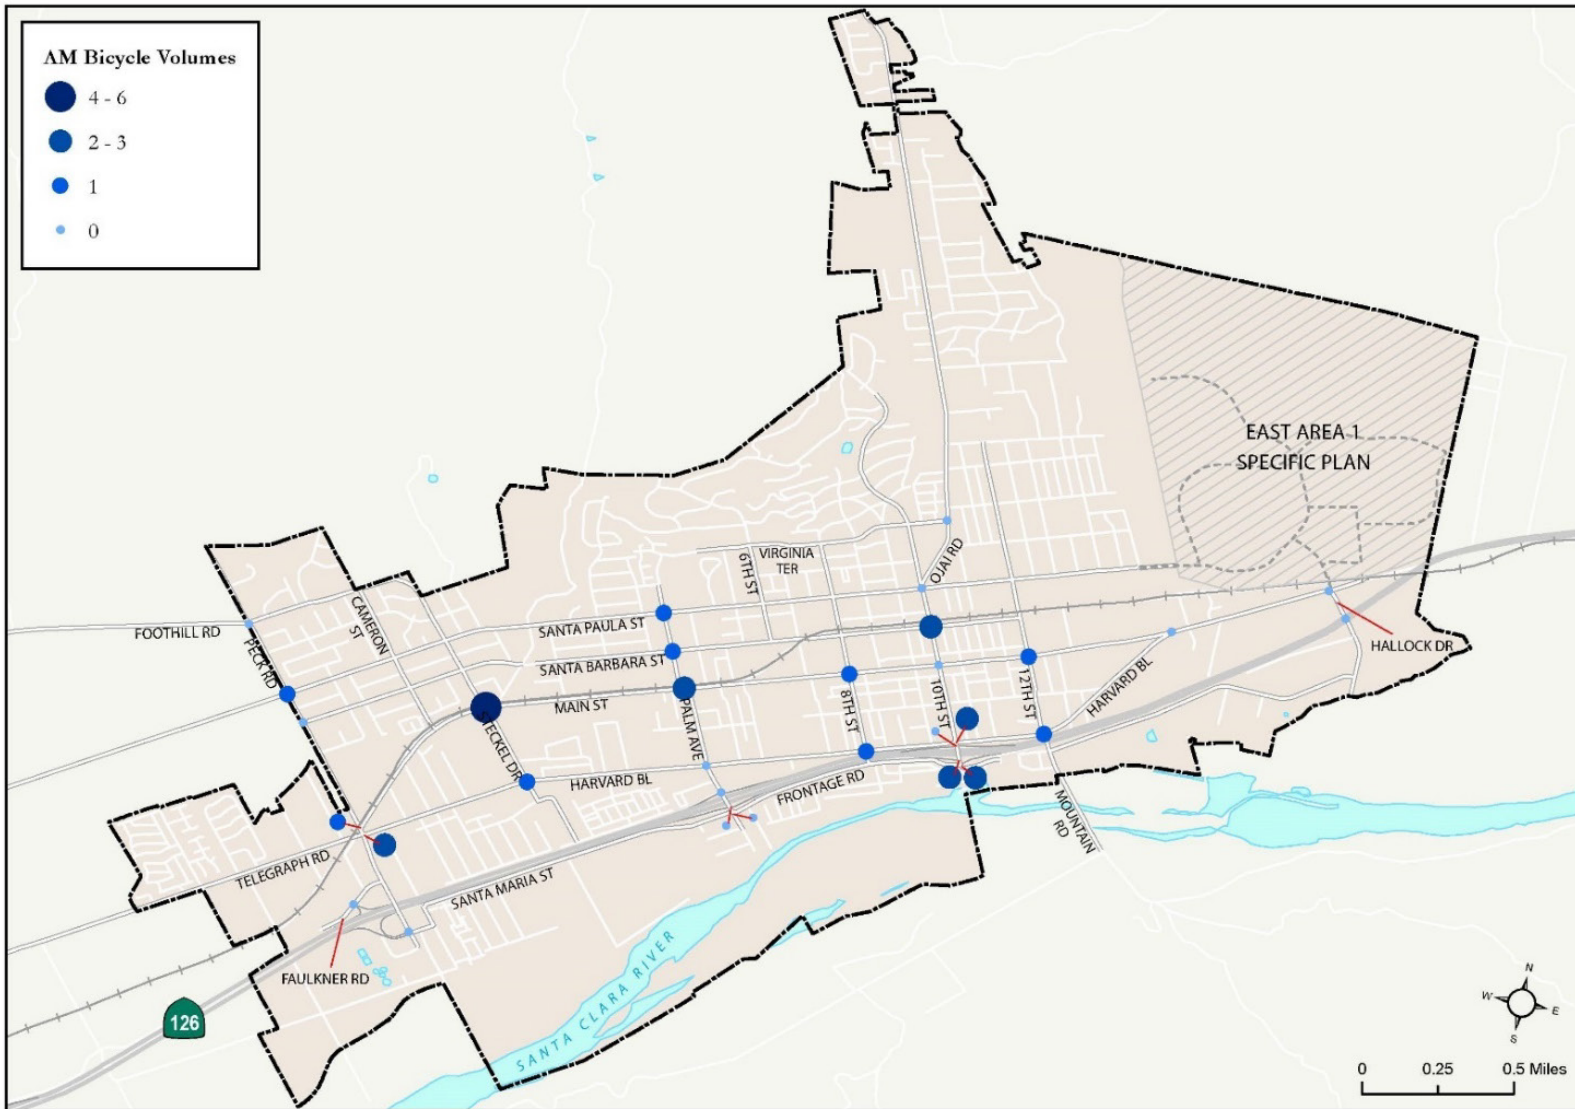 AM Bicycle Volumes
4 - 6
2 - 3
1
0
EAST AREA 1
SPECIFIC PLAN
VIRGINIA
TER
6TH ST
OJAI RD
FOOTHILL RD
CAMERON
ST
PECK RD
SANTA PAULA ST
SANTA BARBARA ST
HALLOCK DR
MAIN ST
PALM AVE
8TH ST
10TH ST
12TH ST
HARVARD BL
HARVARD BL
FRONTAGE RD
MOUNTAIN
RD
TELEGRAPH RD
SANTA MARIA ST
FAULKNER RD
SANTA CLARA RIVER
126
N
W
E
S
0
0.25
0.5 Miles